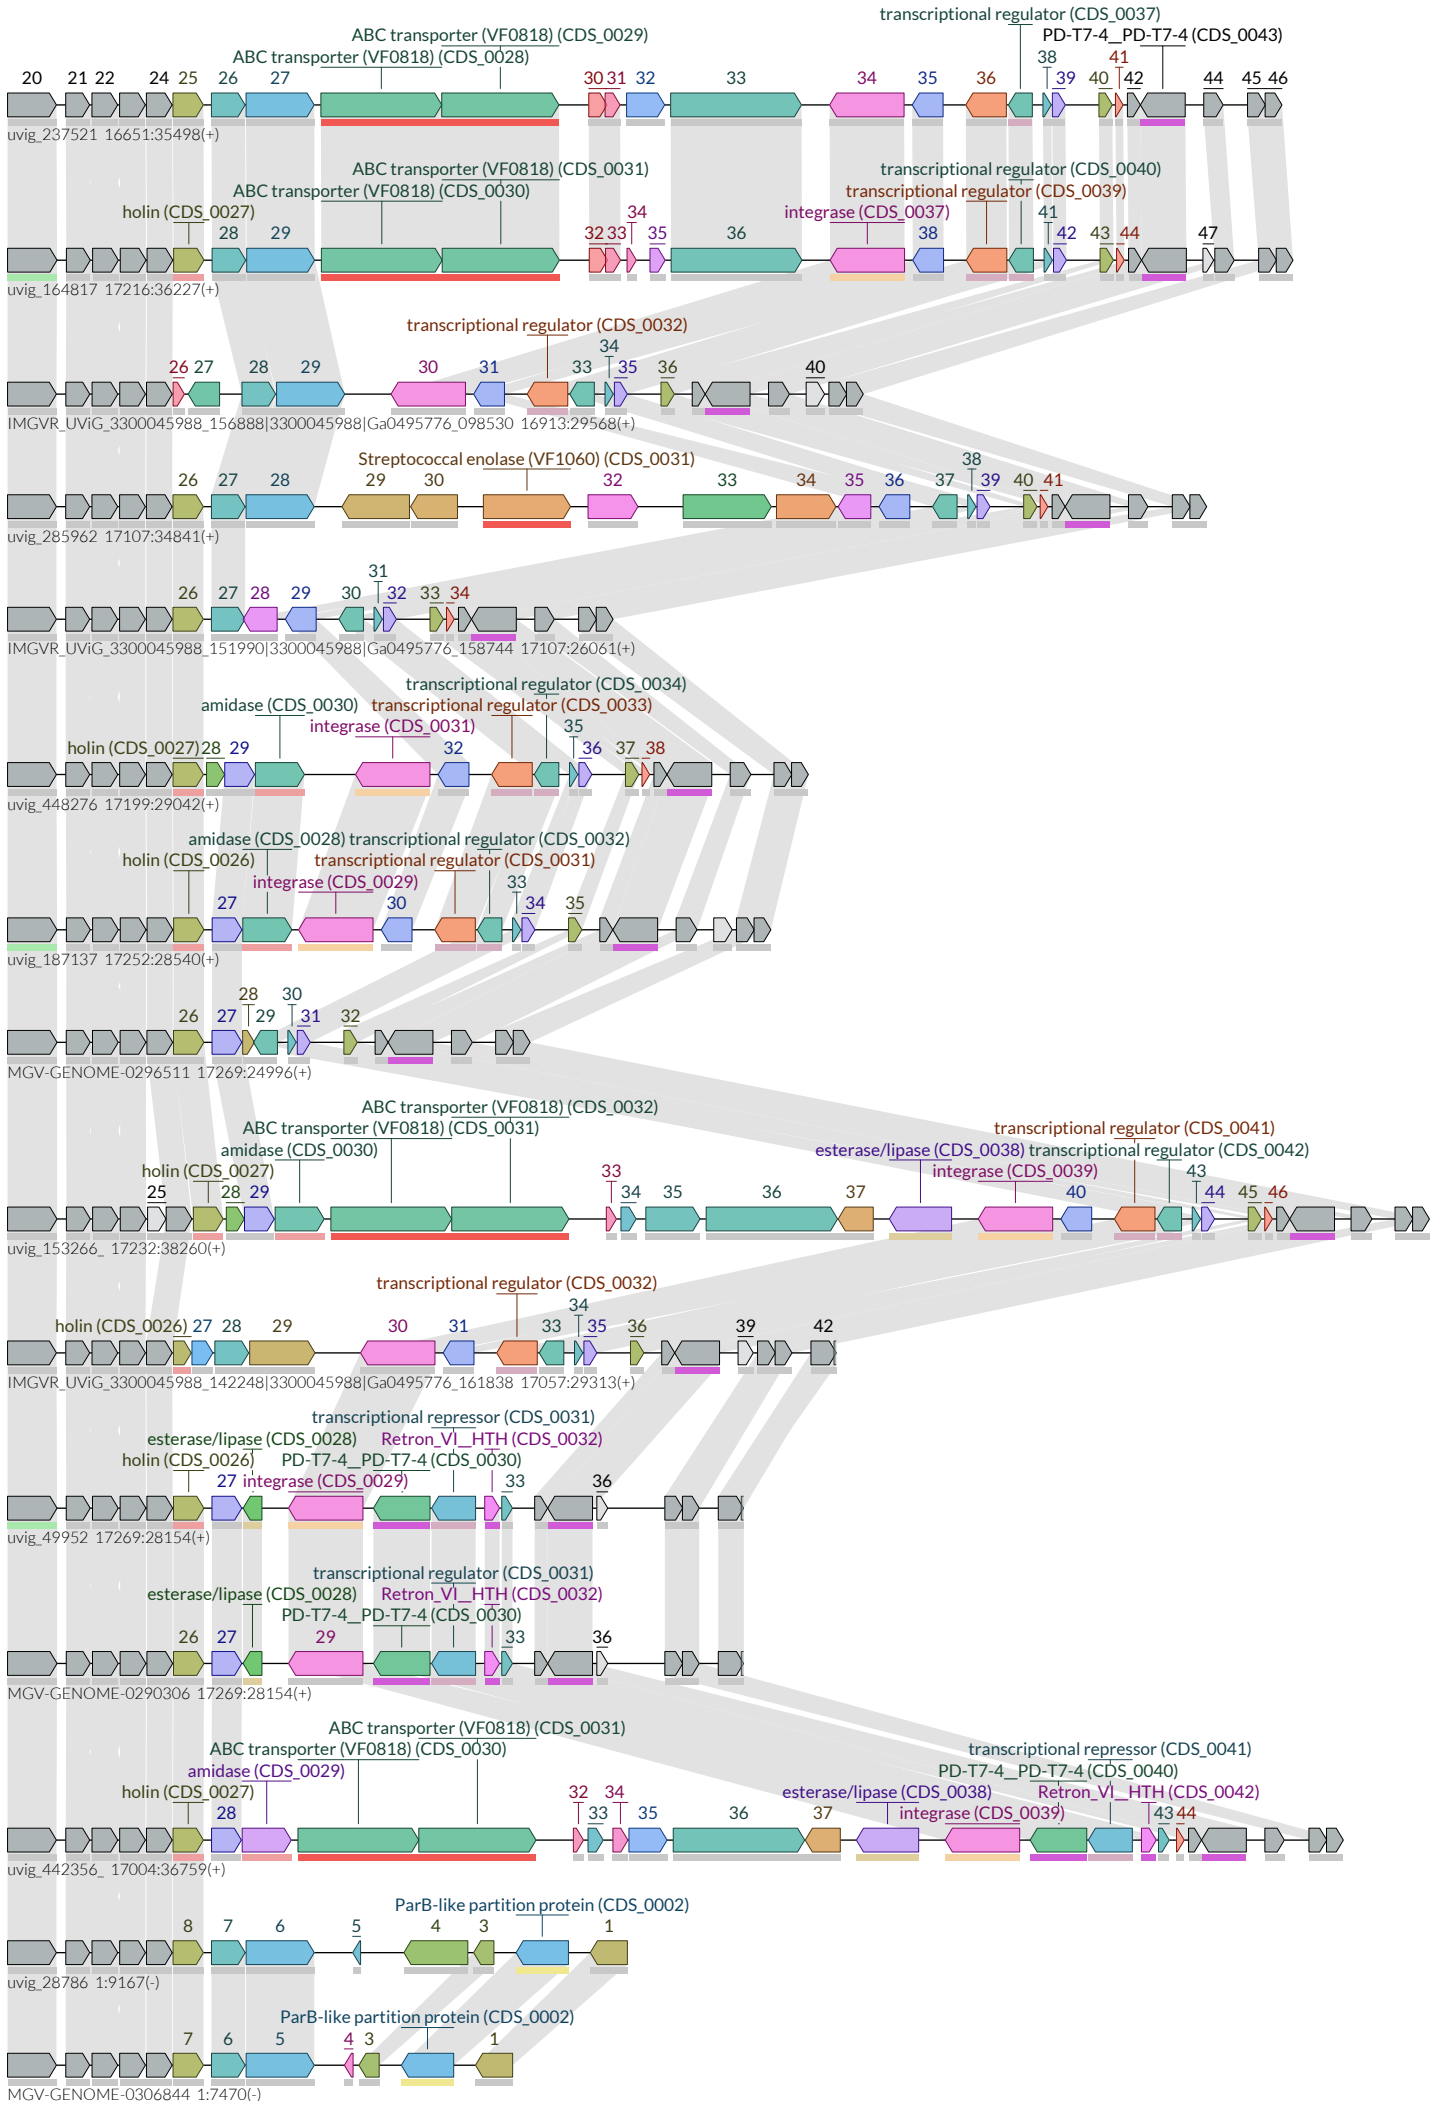 transcriptional regulator (CDS_0037)
ABC transporter (VF0818) (CDS_0029) PD-T7-4__PD-T7-4 (CDS_0043)
ABC transporter (VF0818) (CDS_0028) 38 41
20 21 22 24 25 26 27 30 31 32 33 34 35 36 39 40 42 44 45 46
uvig_237521 16651:35498(+)
ABC transporter (VF0818) (CDS_0031) transcriptional regulator (CDS_0040)
ABC transporter (VF0818) (CDS_0030) transcriptional regulator (CDS_0039)
holin (CDS_0027) 34 integrase (CDS_0037) 41
28 29 32 33 35 36 38 42 43 44 47
uvig_164817 17216:36227(+)
transcriptional regulator (CDS_0032)
34
26 27 28 29 30 31 33 35 36 40
IMGVR_UViG_3300045988_156888|3300045988|Ga0495776_098530 16913:29568(+)
Streptococcal enolase (VF1060) (CDS_0031) 38
26 27 28 29 30 32 33 34 35 36 37 39 40 41
uvig_285962 17107:34841(+)
31
26 27 28 29 30 32 33 34
IMGVR_UViG_3300045988_151990|3300045988|Ga0495776_158744 17107:26061(+)
transcriptional regulator (CDS_0034)
amidase (CDS_0030) transcriptional regulator (CDS_0033)
integrase (CDS_0031) 35
holin (CDS_0027) 28 29 32 36 37 38
uvig_448276 17199:29042(+)
amidase (CDS_0028) transcriptional regulator (CDS_0032)
holin (CDS_0026) transcriptional regulator (CDS_0031)
integrase (CDS_0029) 33
27 30 34 35
uvig_187137 17252:28540(+)
28 30
26 27 29 31 32
MGV-GENOME-0296511 17269:24996(+)
ABC transporter (VF0818) (CDS_0032)
ABC transporter (VF0818) (CDS_0031) transcriptional regulator (CDS_0041)
amidase (CDS_0030) esterase/lipase (CDS_0038) transcriptional regulator (CDS_0042)
holin (CDS_0027) 33 integrase (CDS_0039) 43
25 28 29 34 35 36 37 40 44 45 46
uvig_153266_ 17232:38260(+)
transcriptional regulator (CDS_0032)
34
holin (CDS_0026) 27 28 29 30 31 33 35 36 39 42
IMGVR_UViG_3300045988_142248|3300045988|Ga0495776_161838 17057:29313(+)
transcriptional repressor (CDS_0031)
esterase/lipase (CDS_0028) Retron_VI__HTH (CDS_0032)
holin (CDS_0026) PD-T7-4__PD-T7-4 (CDS_0030)
27 integrase (CDS_0029) 33 36
uvig_49952 17269:28154(+)
transcriptional regulator (CDS_0031)
esterase/lipase (CDS_0028) Retron_VI__HTH (CDS_0032)
PD-T7-4__PD-T7-4 (CDS_0030)
26 27 29 33 36
MGV-GENOME-0290306 17269:28154(+)
ABC transporter (VF0818) (CDS_0031)
ABC transporter (VF0818) (CDS_0030) transcriptional repressor (CDS_0041)
amidase (CDS_0029) PD-T7-4__PD-T7-4 (CDS_0040)
holin (CDS_0027) 32 34 esterase/lipase (CDS_0038) Retron_VI__HTH (CDS_0042)
28 33 35 36 37 integrase (CDS_0039) 43 44
uvig_442356_ 17004:36759(+)
ParB-like partition protein (CDS_0002)
8 7 6 5 4 3 1
uvig_28786 1:9167(-)
ParB-like partition protein (CDS_0002)
7 6 5 4 3 1
MGV-GENOME-0306844 1:7470(-)